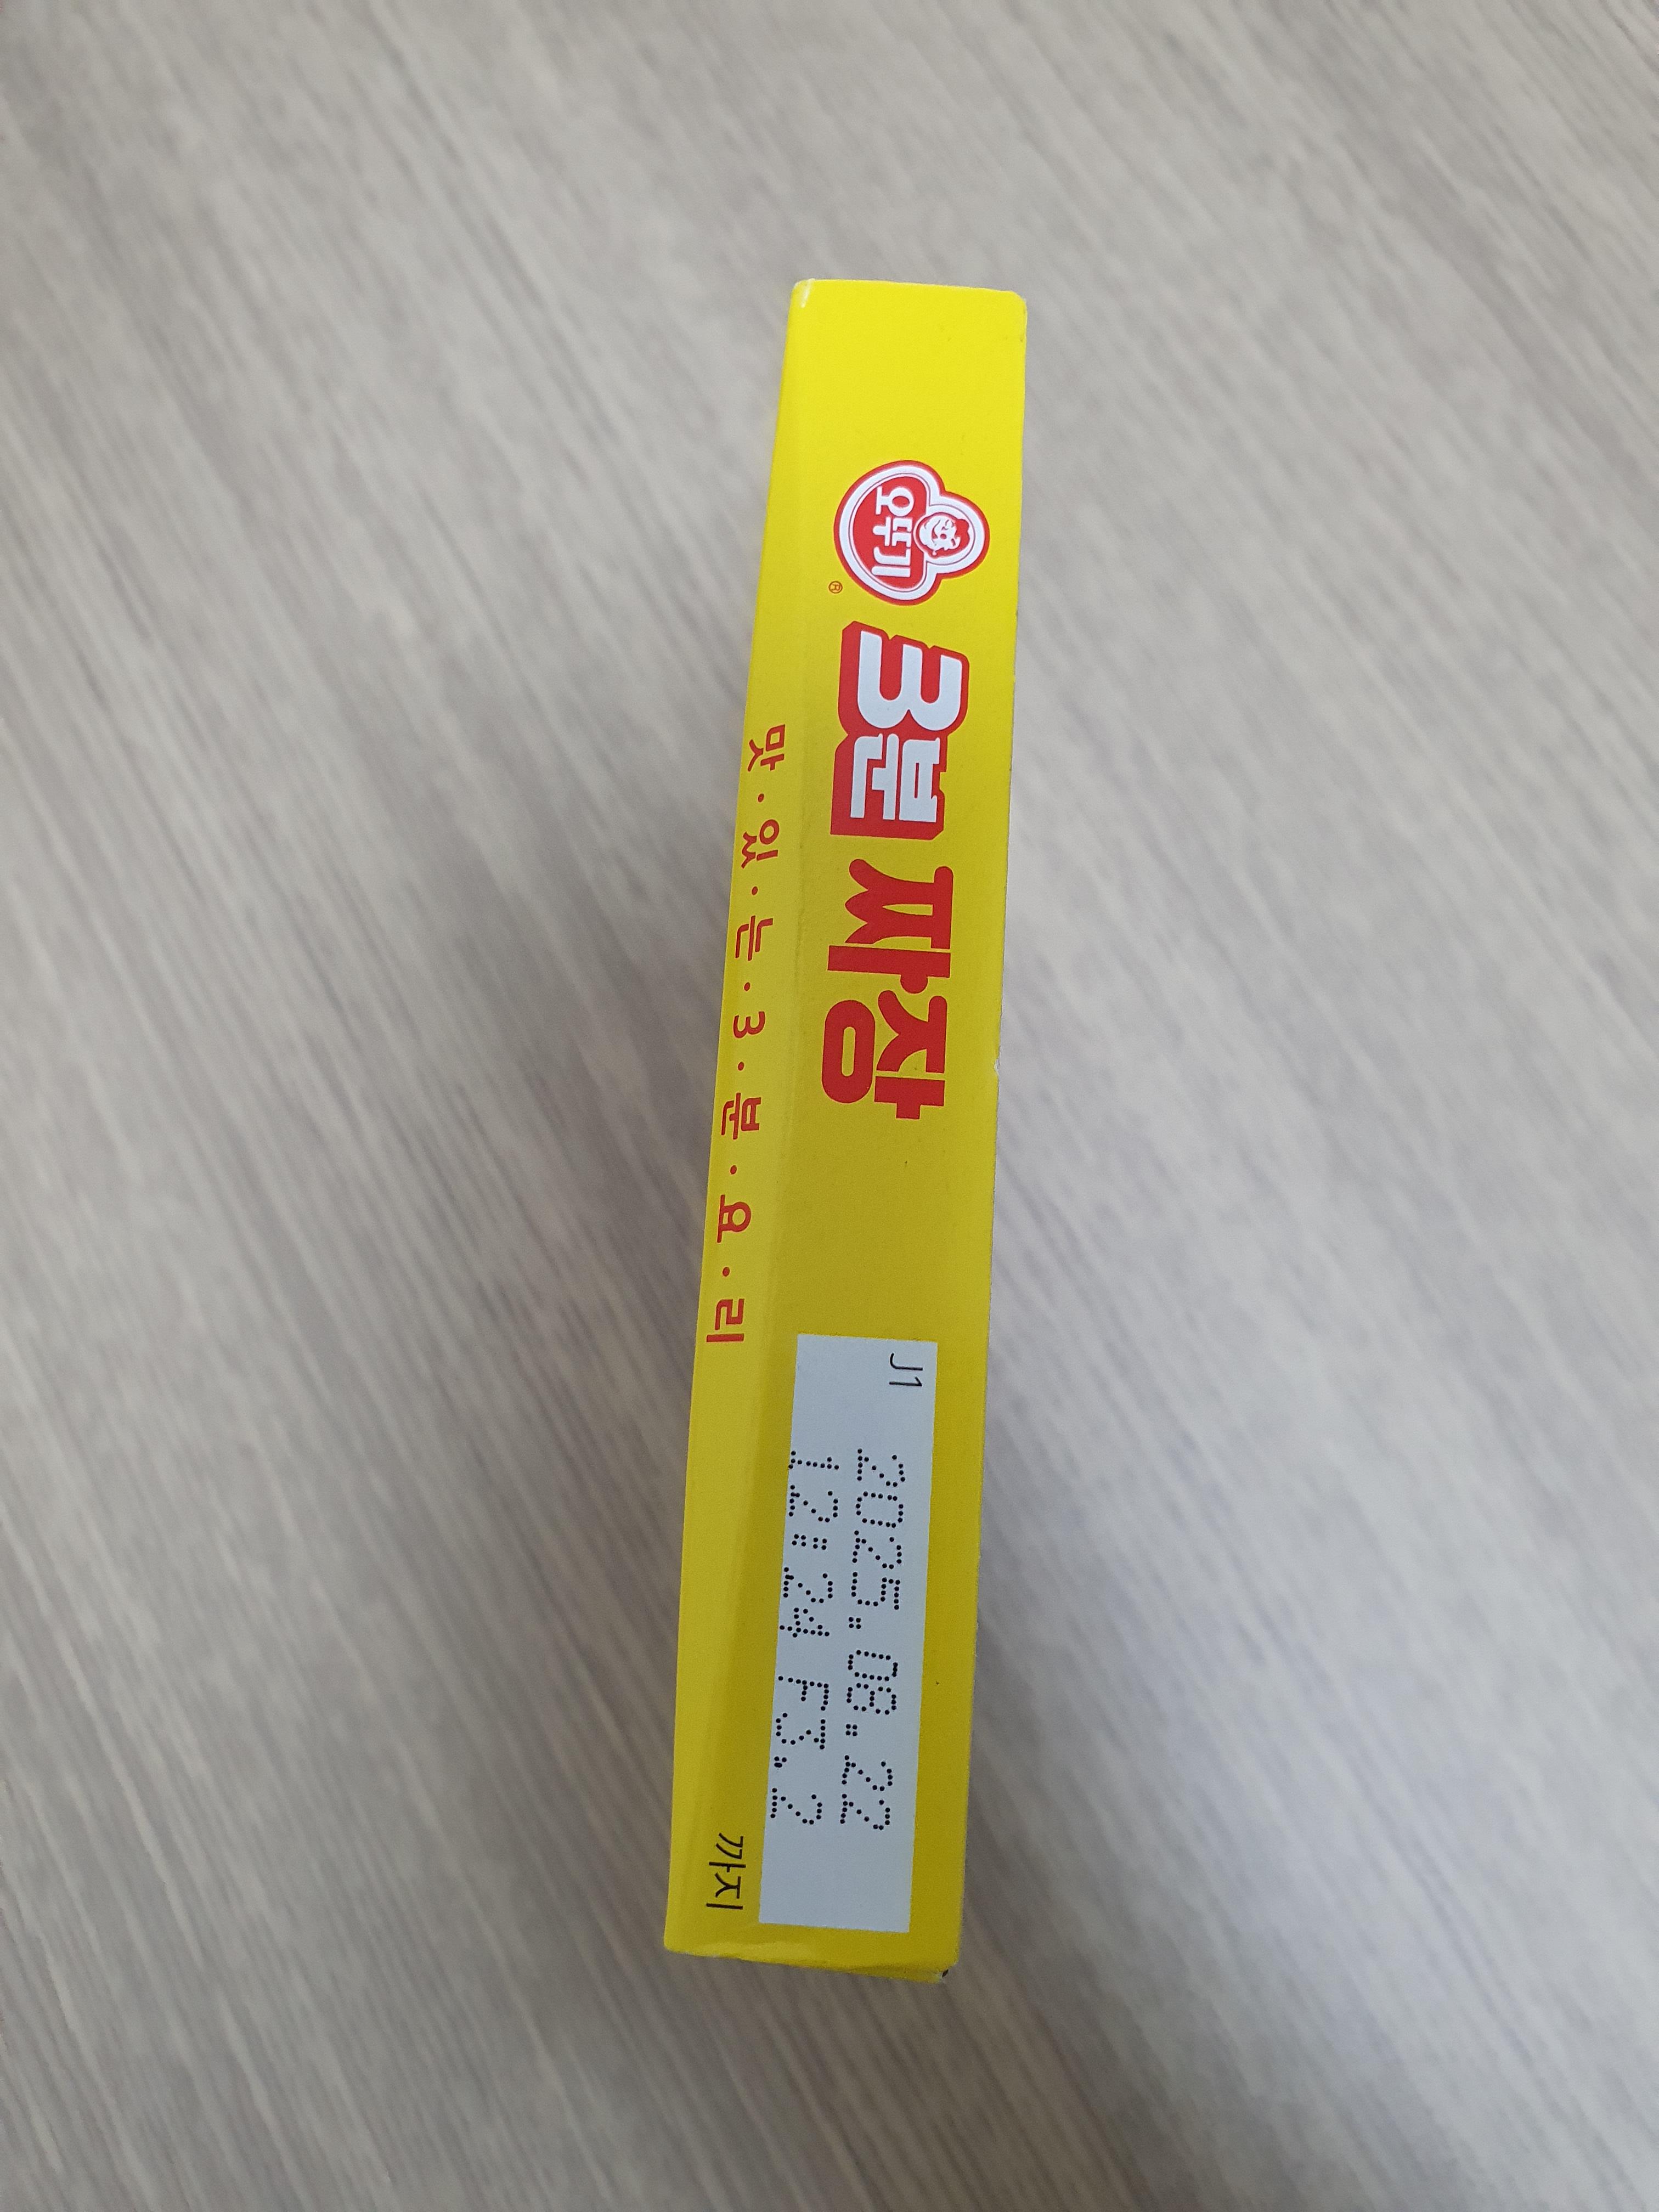 오뚜기
®
3분 짜장
맛·있·는·3·분·요·리
J1
2025.08.22
12:24 F3.2
까지